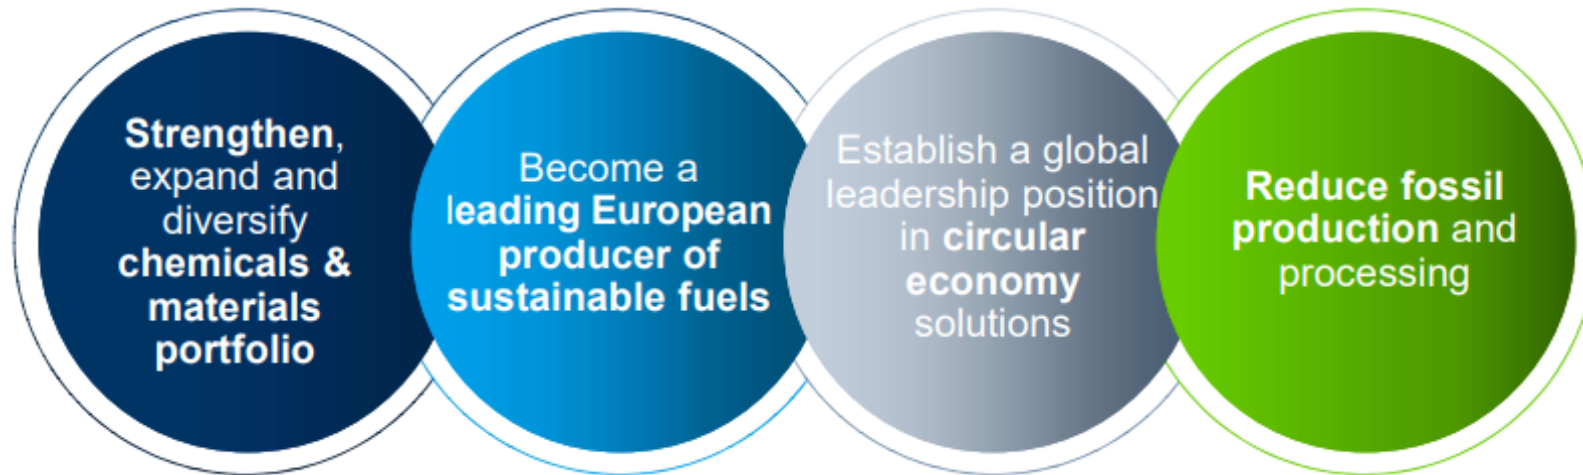 Strengthen,
expand and
diversify
chemicals &
materials
portfolio
Become a
leading European
producer of
sustainable fuels
Establish a global
leadership position
in circular
economy
solutions
Reduce fossil
production and
processing